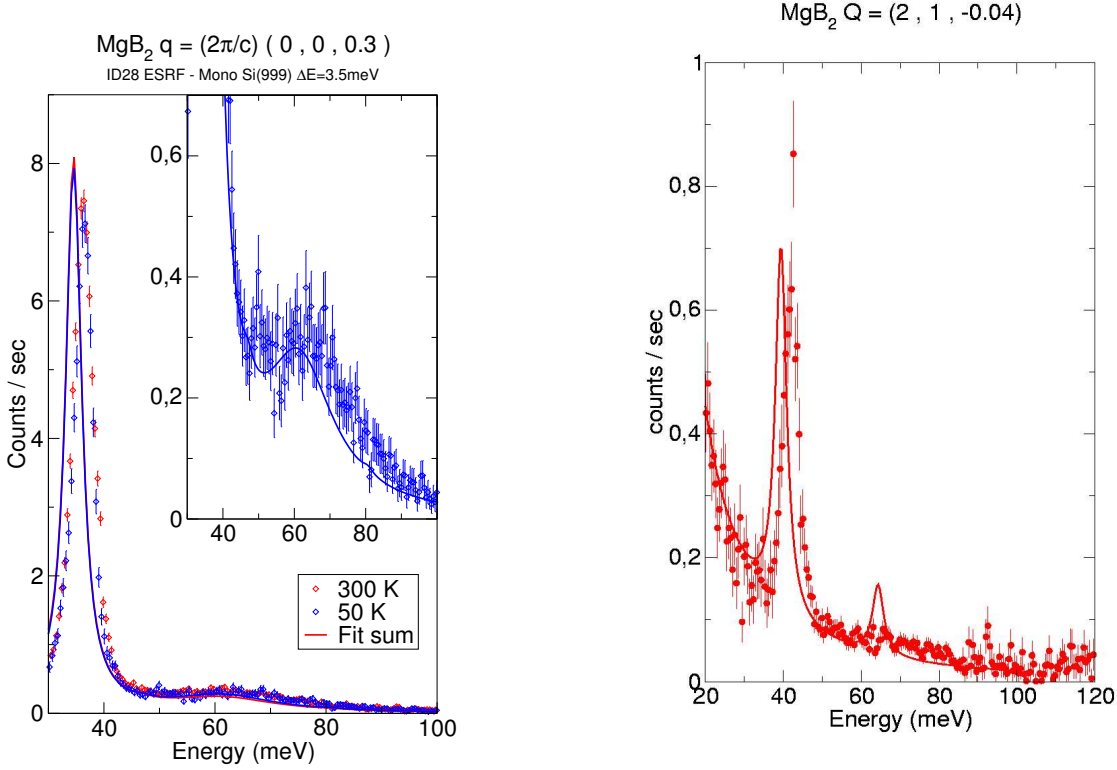 MgB₂ q = (2π/c) ( 0 , 0 , 0.3 )
ID28 ESRF - Mono Si(999) ΔE=3.5meV
Counts / sec
8
6
4
2
0
40
60
80
100
Energy (meV)
0,6
0,4
0,2
0
40
60
80
100
300 K
50 K
Fit sum
MgB₂ Q = (2 , 1 , -0.04)
counts / sec
1
0,8
0,6
0,4
0,2
0
20
40
60
80
100
120
Energy (meV)